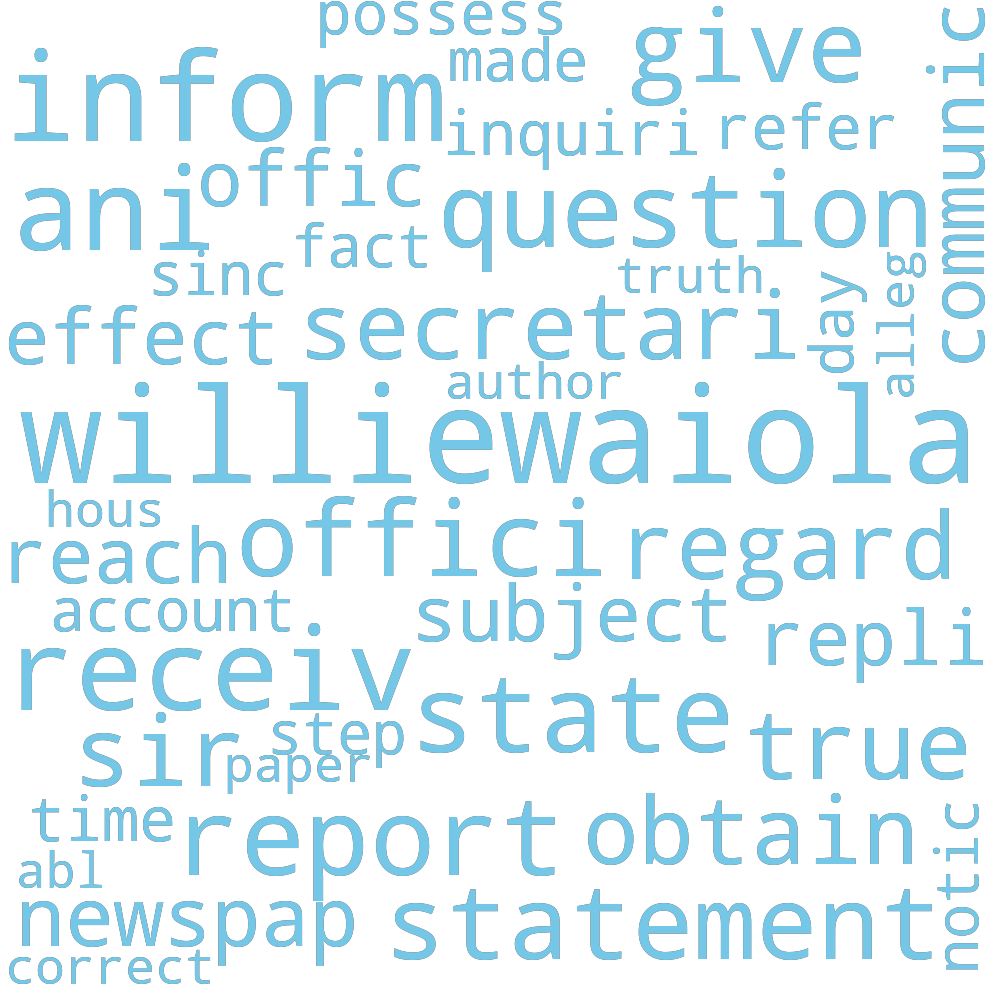 possess
give
communic
inform
made
inquiri
refer
ani
offic
question
fact
sinc
truth
alleg
day
effect
secretari
author
williewaiola
hous
reach
offici
regard
account
subject
repli
receiv
state
sir
step
true
paper
time
report
obtain
notic
abl
newspap
statement
correct